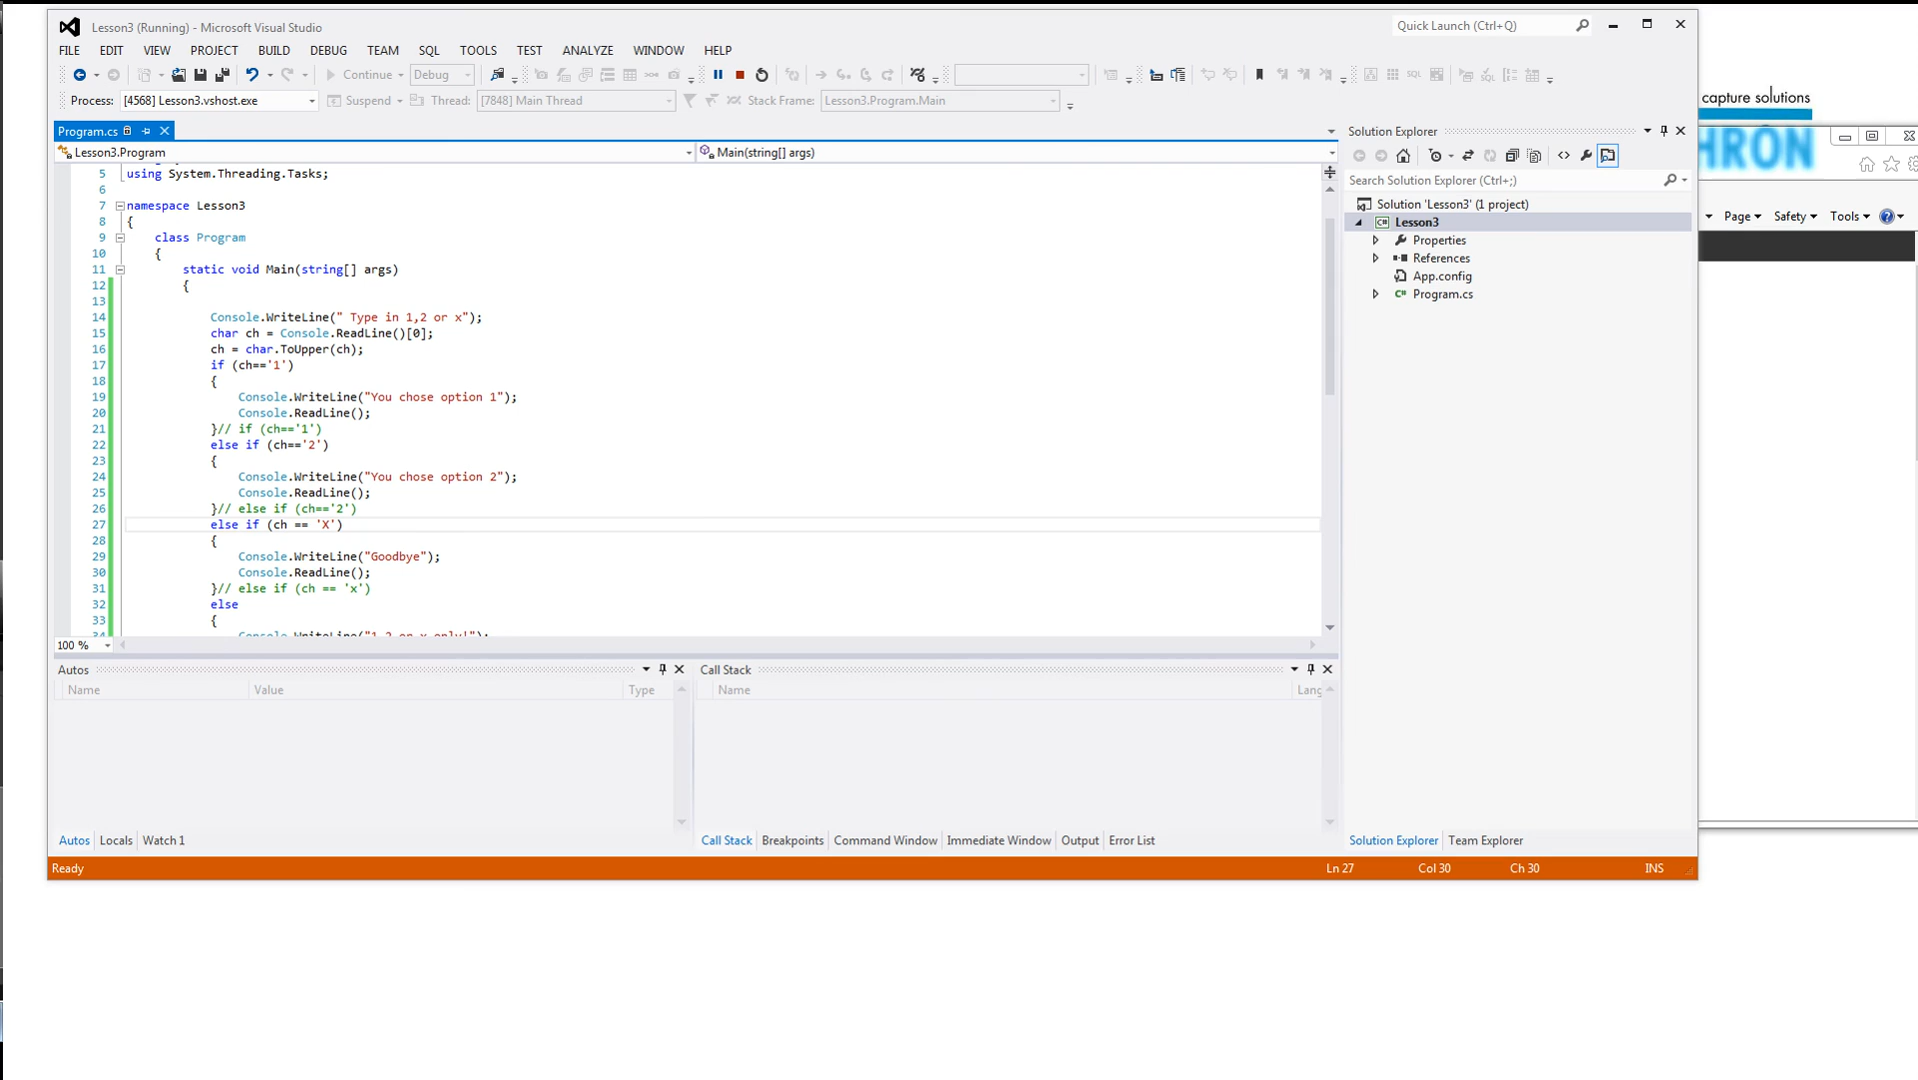 Lesson3 (Running) - Microsoft Visual Studio
Quick Launch (Ctrl+Q)
FILE EDIT VIEW PROJECT BUILD DEBUG TEAM SQL TOOLS TEST ANALYZE WINDOW HELP
Continue Debug
Process: [4568] Lesson3.vshost.exe Suspend Thread: [7848] Main Thread Stack Frame: Lesson3.Program.Main
capture solutions
HRON
Program.cs
Solution Explorer
Lesson3.Program Main(string[] args)
Search Solution Explorer (Ctrl+;)
Solution 'Lesson3' (1 project)
Lesson3
Properties
References
App.config
Program.cs
Page Safety Tools
5 using System.Threading.Tasks;
6
7 namespace Lesson3
8 {
9 class Program
10 {
11 static void Main(string[] args)
12 {
13
14 Console.WriteLine(" Type in 1,2 or x");
15 char ch = Console.ReadLine()[0];
16 ch = char.ToUpper(ch);
17 if (ch=='1')
18 {
19 Console.WriteLine("You chose option 1");
20 Console.ReadLine();
21 }// if (ch=='1')
22 else if (ch=='2')
23 {
24 Console.WriteLine("You chose option 2");
25 Console.ReadLine();
26 }// else if (ch=='2')
27 else if (ch == 'X')
28 {
29 Console.WriteLine("Goodbye");
30 Console.ReadLine();
31 }// else if (ch == 'x')
32 else
33 {
34 Console.WriteLine("1,2 or x only!");
100 %
Autos
Name Value Type
Call Stack
Name Lang
Autos Locals Watch 1
Call Stack Breakpoints Command Window Immediate Window Output Error List
Solution Explorer Team Explorer
Ready Ln 27 Col 30 Ch 30 INS